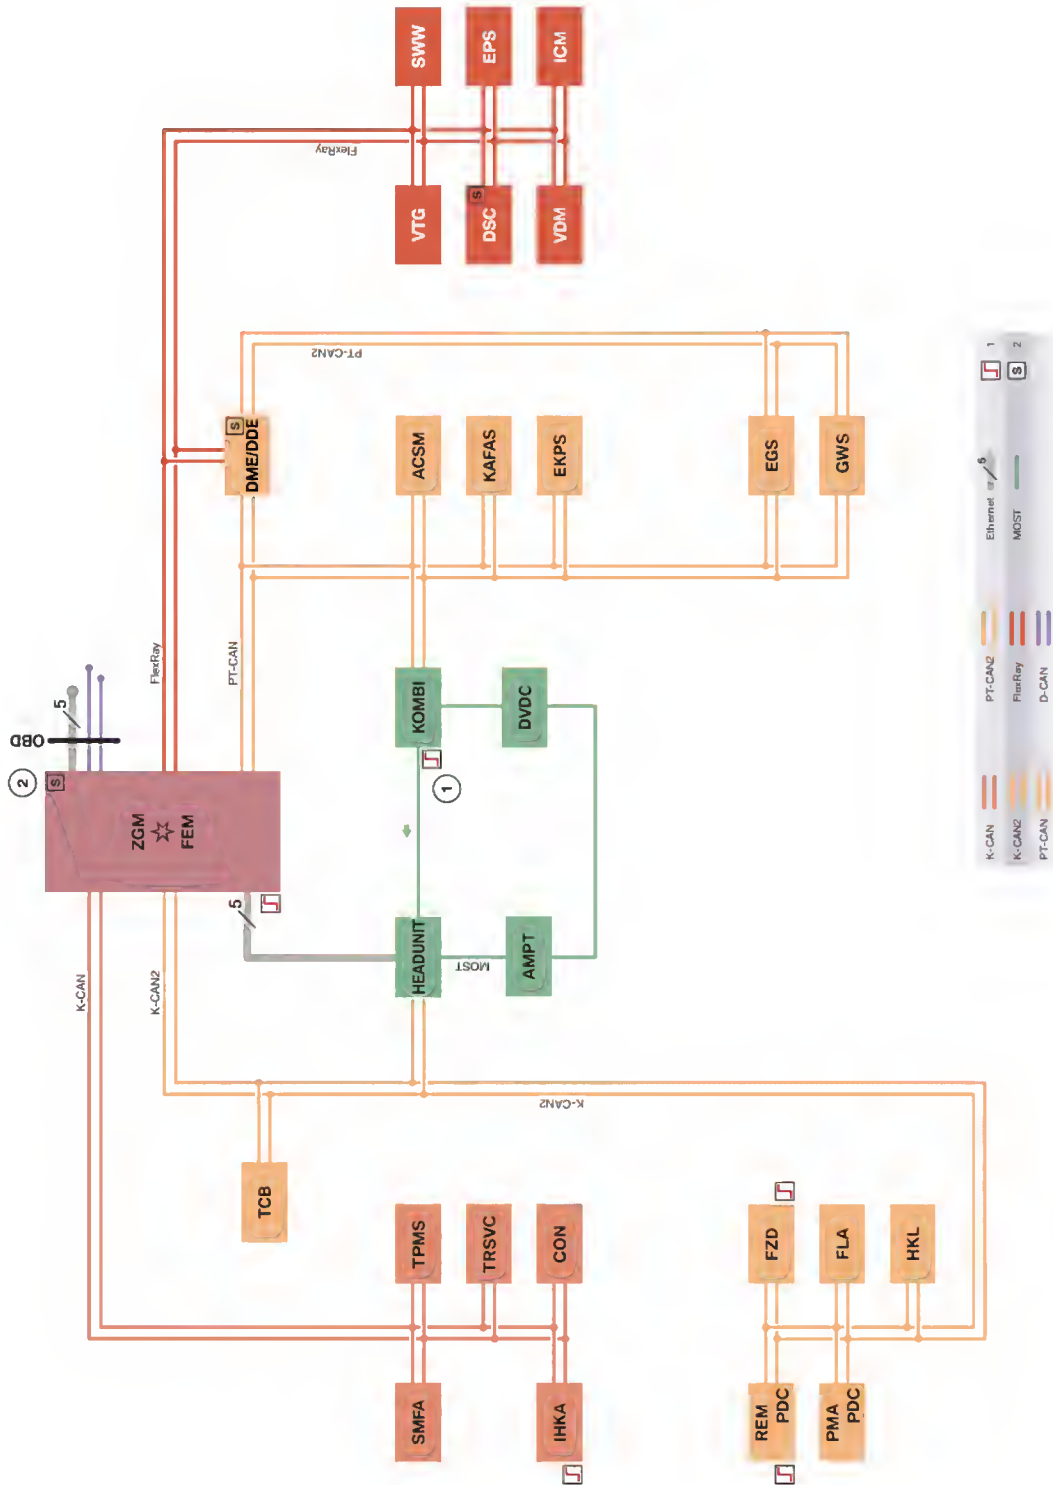 SWW
EPS
ICM
FlexRay
VTG
DSC
S
VDM
PT-CAN2
S
DME/DDE
ACSM
KAFAS
EKPS
EGS
GWS
FlexRay
PT-CAN
OBD
5
2
S
ZGM
FEM
KOMBI
DVDC
1
5
HEADUNIT
MOST
AMPT
K-CAN
K-CAN2
K-CAN2
TCB
TPMS
TRSVC
CON
SMFA
IHKA
FZD
FLA
HKL
REM
PDC
PMA
PDC
K-CAN
PT-CAN2
Ethernet
5
1
K-CAN2
FlexRay
MOST
S
2
PT-CAN
D-CAN